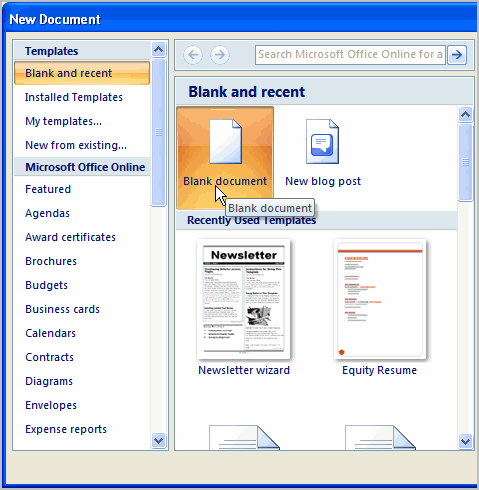 New Document
Templates
Blank and recent
Installed Templates
My templates...
New from existing...
Microsoft Office Online
Featured
Agendas
Award certificates
Brochures
Budgets
Business cards
Calendars
Contracts
Diagrams
Envelopes
Expense reports
Search Microsoft Office Online for a
Blank and recent
Blank document
New blog post
Blank document
Recently Used Templates
Newsletter
Newsletter wizard
Equity Resume